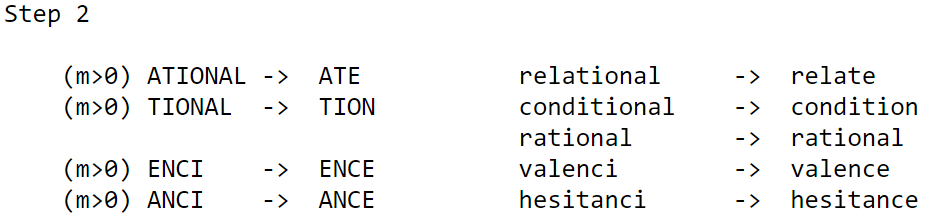 Step 2
(m>0) ATIONAL -> ATE relational -> relate
(m>0) TIONAL -> TION conditional -> condition
rational -> rational
(m>0) ENCI -> ENCE valenci -> valence
(m>0) ANCI -> ANCE hesitanci -> hesitance